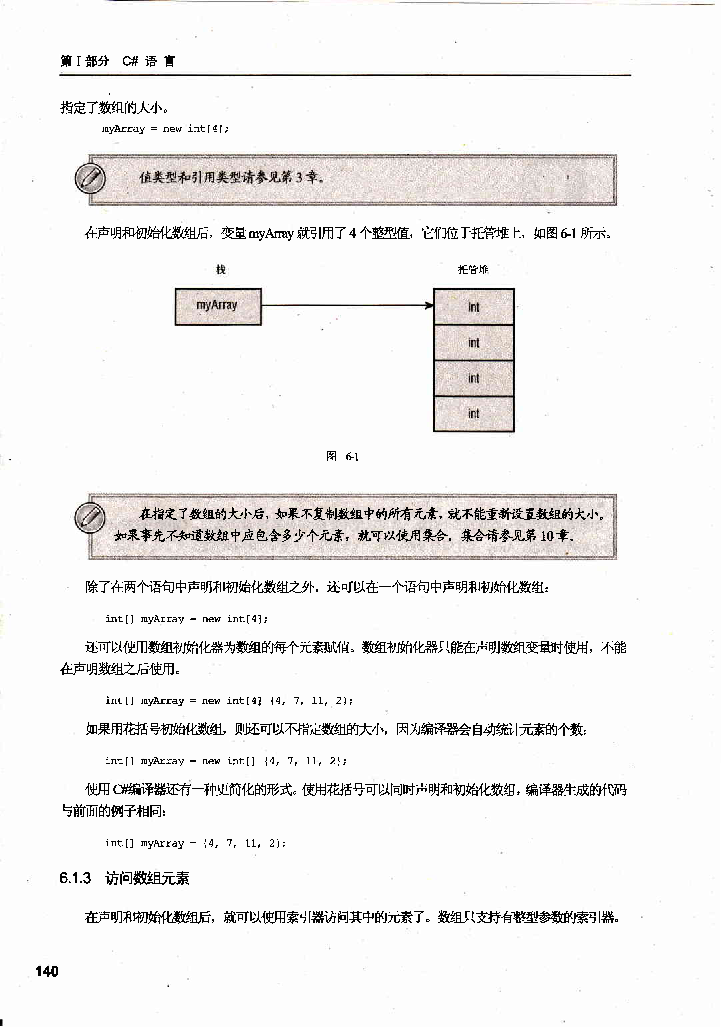 第 I 部分 C# 语 言
指定了数组的大小。
myArray = new int[4];
值类型和引用类型请参见第 3 章。
在声明和初始化数组后，变量 myArray 就引用了 4 个整型值，它们位于托管堆上，如图 6-1 所示。
栈
托管堆
myArray
int
int
int
int
图 6-1
在指定了数组的大小后，如果不复制数组中的所有元素，就不能重新设置数组的大小。
如果事先不知道数组中应包含多少个元素，就可以使用集合。集合请参见第 10 章。
除了在两个语句中声明和初始化数组之外，还可以在一个语句中声明和初始化数组：
int[] myArray = new int[4];
还可以使用数组初始化器为数组的每个元素赋值。数组初始化器只能在声明数组变量时使用，不能
在声明数组之后使用。
int[] myArray = new int[4] {4, 7, 11, 2};
如果用花括号初始化数组，则还可以不指定数组的大小，因为编译器会自动统计元素的个数：
int[] myArray = new int[] {4, 7, 11, 2};
使用 C#编译器还有一种更简化的形式。使用花括号可以同时声明和初始化数组，编译器生成的代码
与前面的例子相同：
int[] myArray = {4, 7, 11, 2};
6.1.3 访问数组元素
在声明和初始化数组后，就可以使用索引器访问其中的元素了。数组只支持有整型参数的索引器。
140